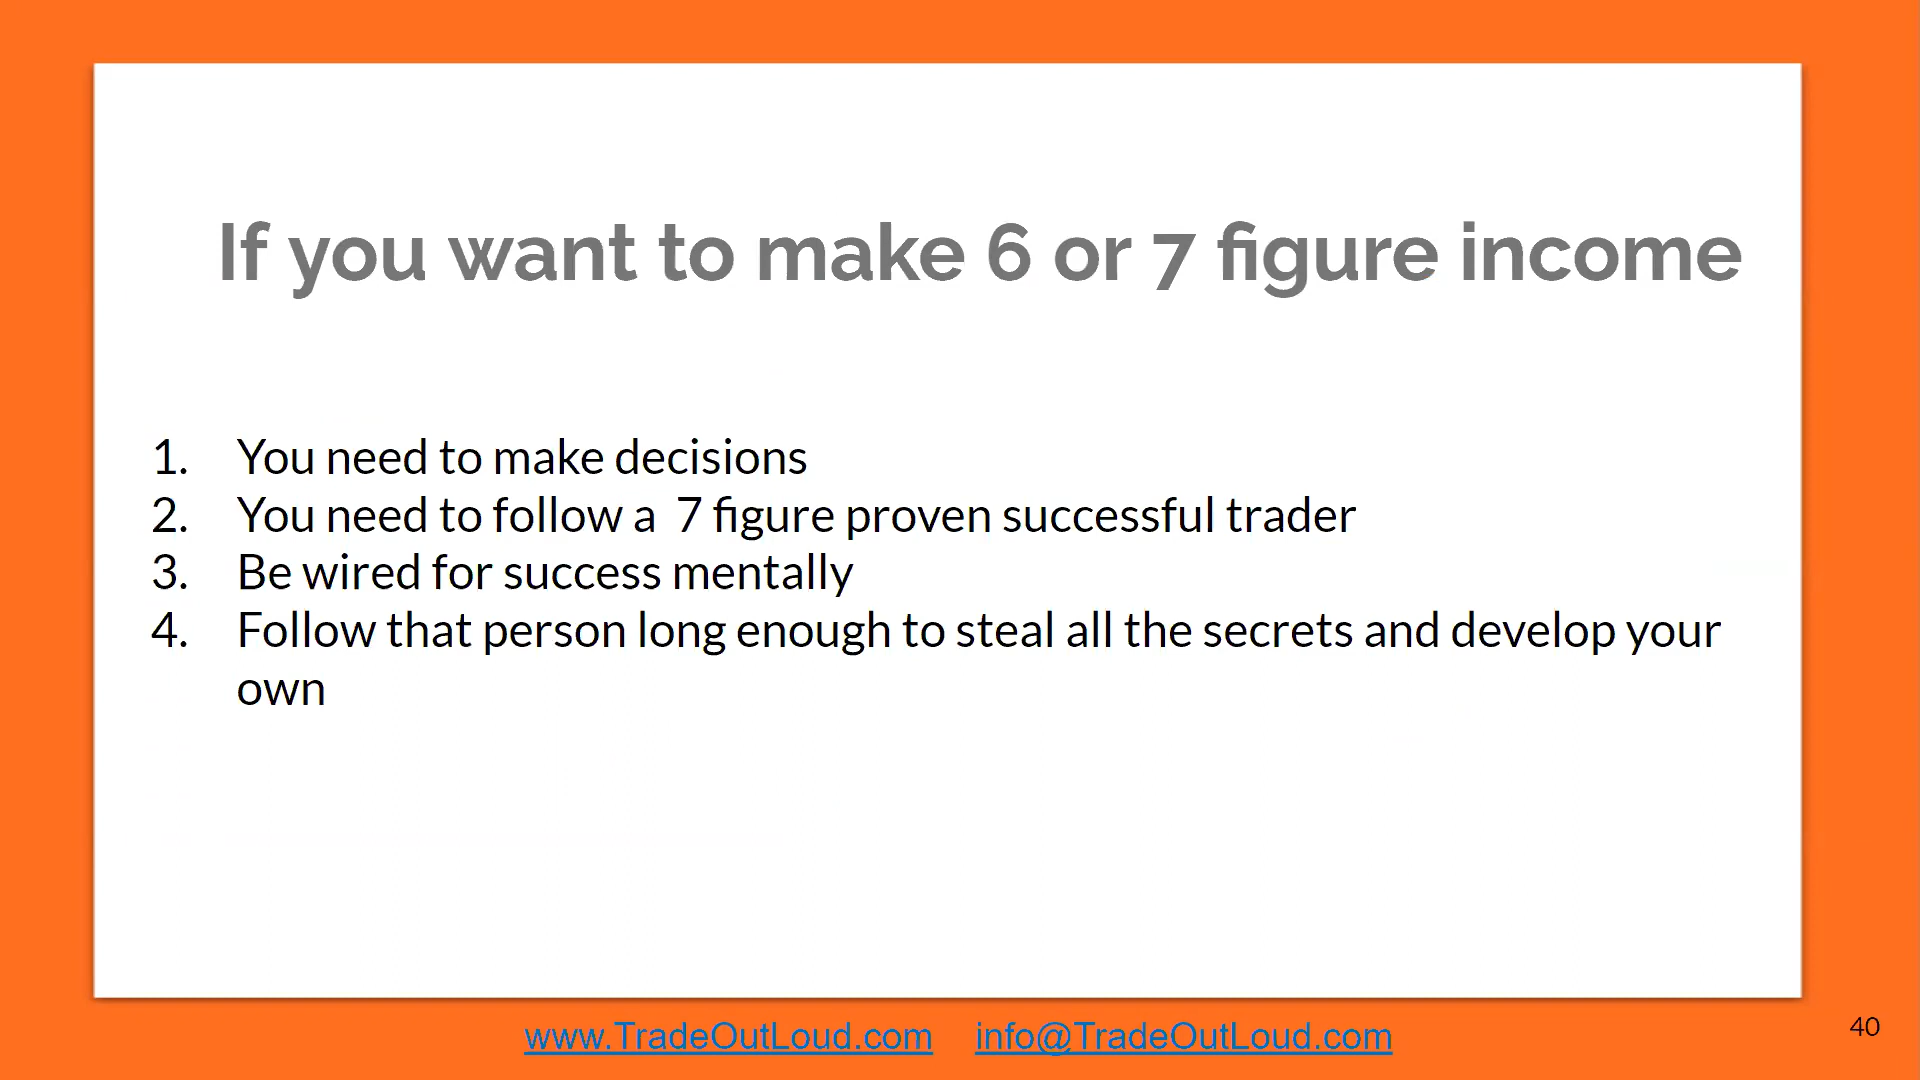 If you want to make 6 or 7 figure income
1. You need to make decisions
2. You need to follow a  7 figure proven successful trader
3. Be wired for success mentally
4. Follow that person long enough to steal all the secrets and develop your
own
www.TradeOutLoud.com info@TradeOutLoud.com
40